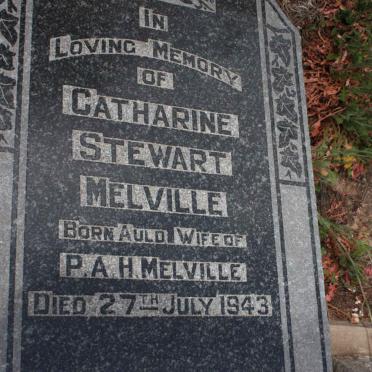 IN
LOVING MEMORY
OF
CATHARINE
STEWART
MELVILLE
BORN AULD WIFE OF
P.A.H. MELVILLE
DIED 27TH JULY 1943